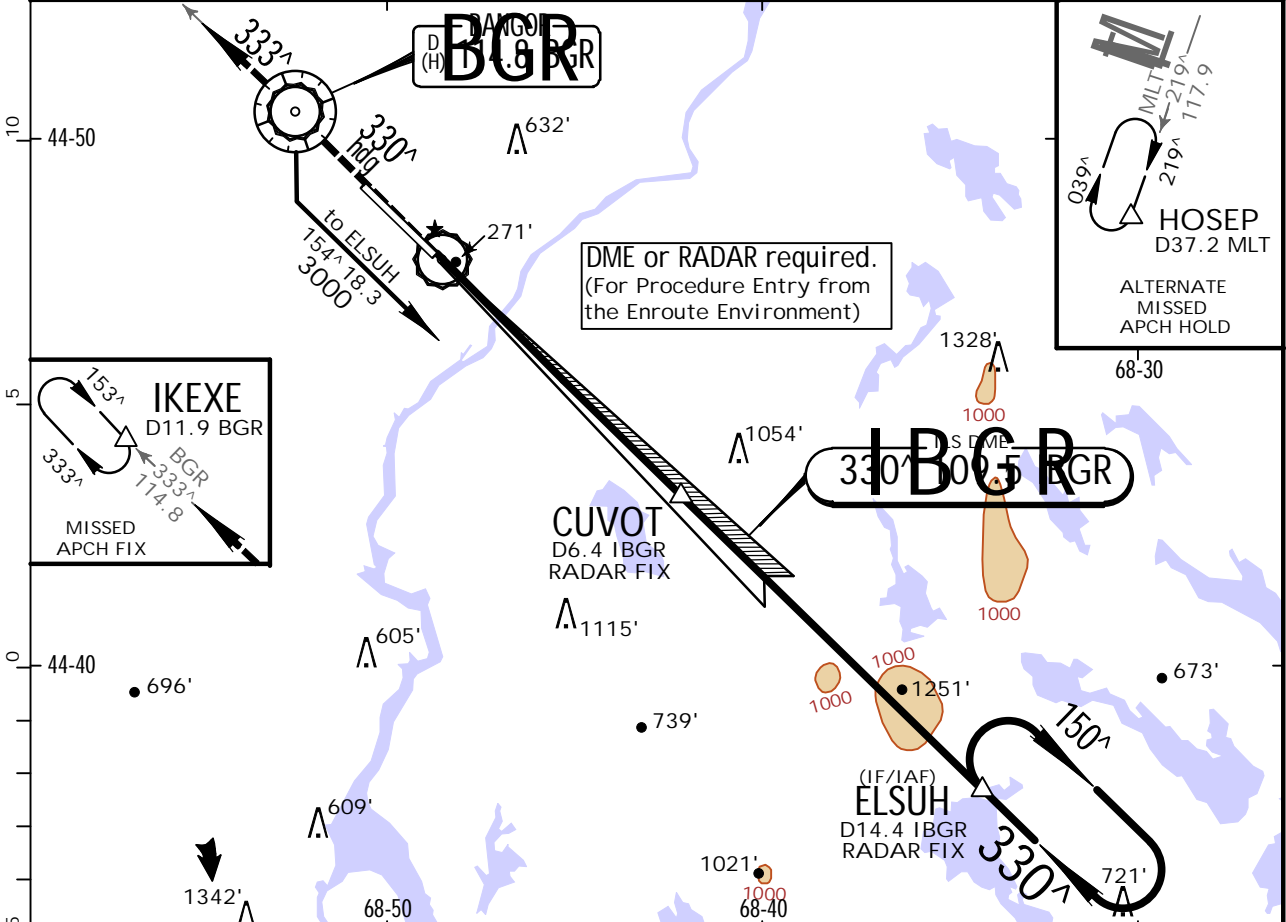 333^
BANGOR
D
(H)
114.8 BGR
BGR
10
44-50
330^
hdg
632'
MLT
219^
117.9
039^
219^
HOSEP
D37.2 MLT
ALTERNATE
MISSED
APCH HOLD
to ELSUH
154^ 18.3
3000
271'
DME or RADAR required.
(For Procedure Entry from
the Enroute Environment)
1328'
1000
68-30
5
153^
IKEXE
D11.9 BGR
333^
BGR
333^
114.8
MISSED
APCH FIX
1054'
ILS DME
330^ 109.5 IBGR
IBGR
CUVOT
D6.4 IBGR
RADAR FIX
1000
1115'
605'
0
44-40
696'
739'
1000
1000
1251'
673'
150^
(IF/IAF)
ELSUH
D14.4 IBGR
RADAR FIX
330^
609'
1342'
1021'
1000
721'
68-50
68-40